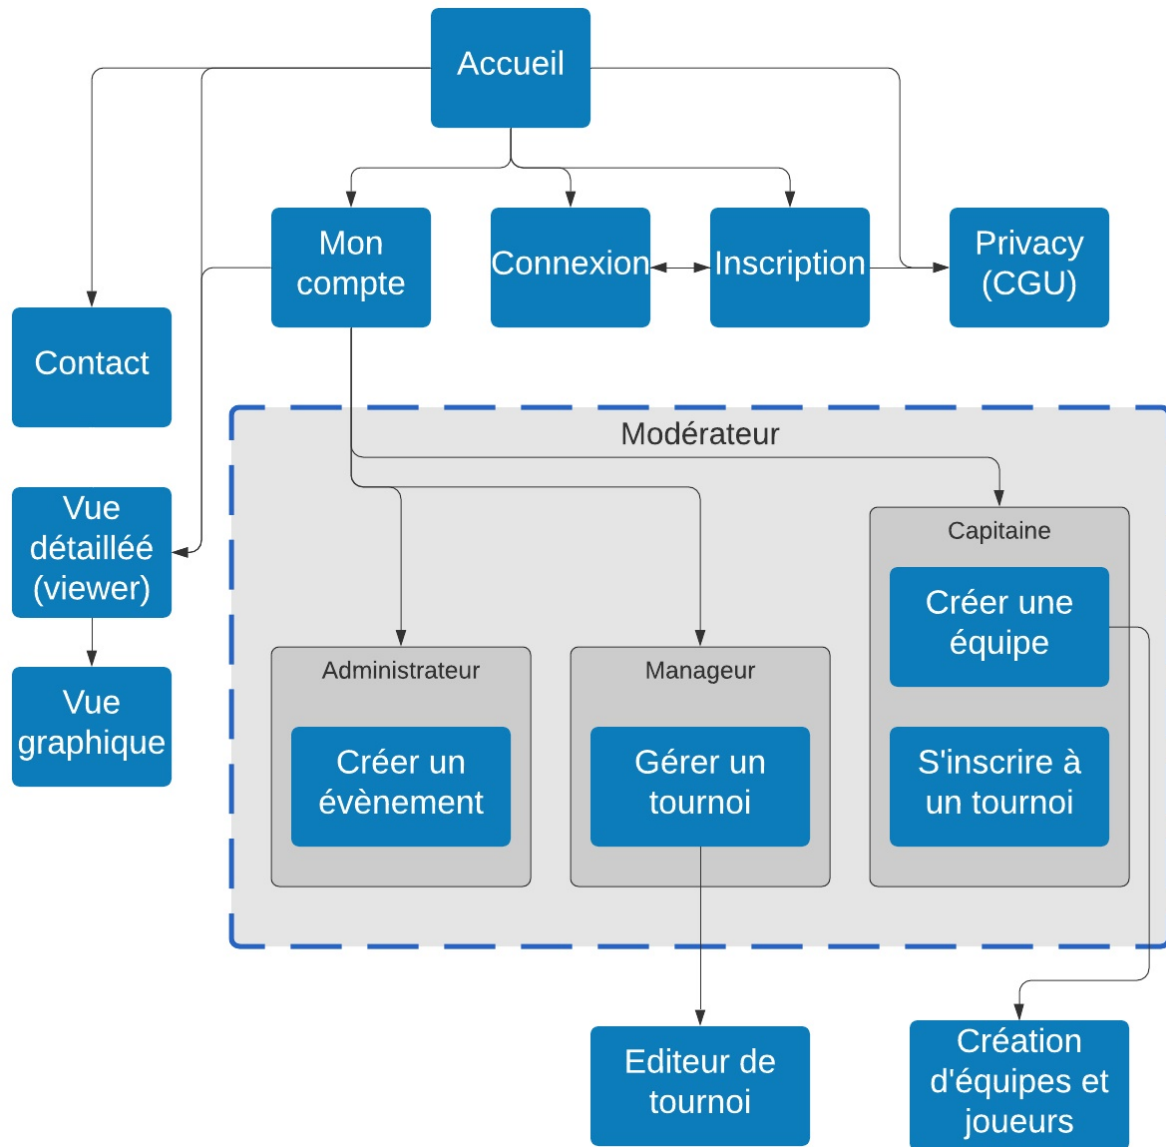 Accueil
Mon
compte
Connexion
Inscription
Privacy
(CGU)
Contact
Modérateur
Vue
détailléé
(viewer)
Capitaine
Créer une
équipe
Vue
graphique
Administrateur
Manageur
Créer un
évènement
Gérer un
tournoi
S'inscrire à
un tournoi
Editeur de
tournoi
Création
d'équipes et
joueurs